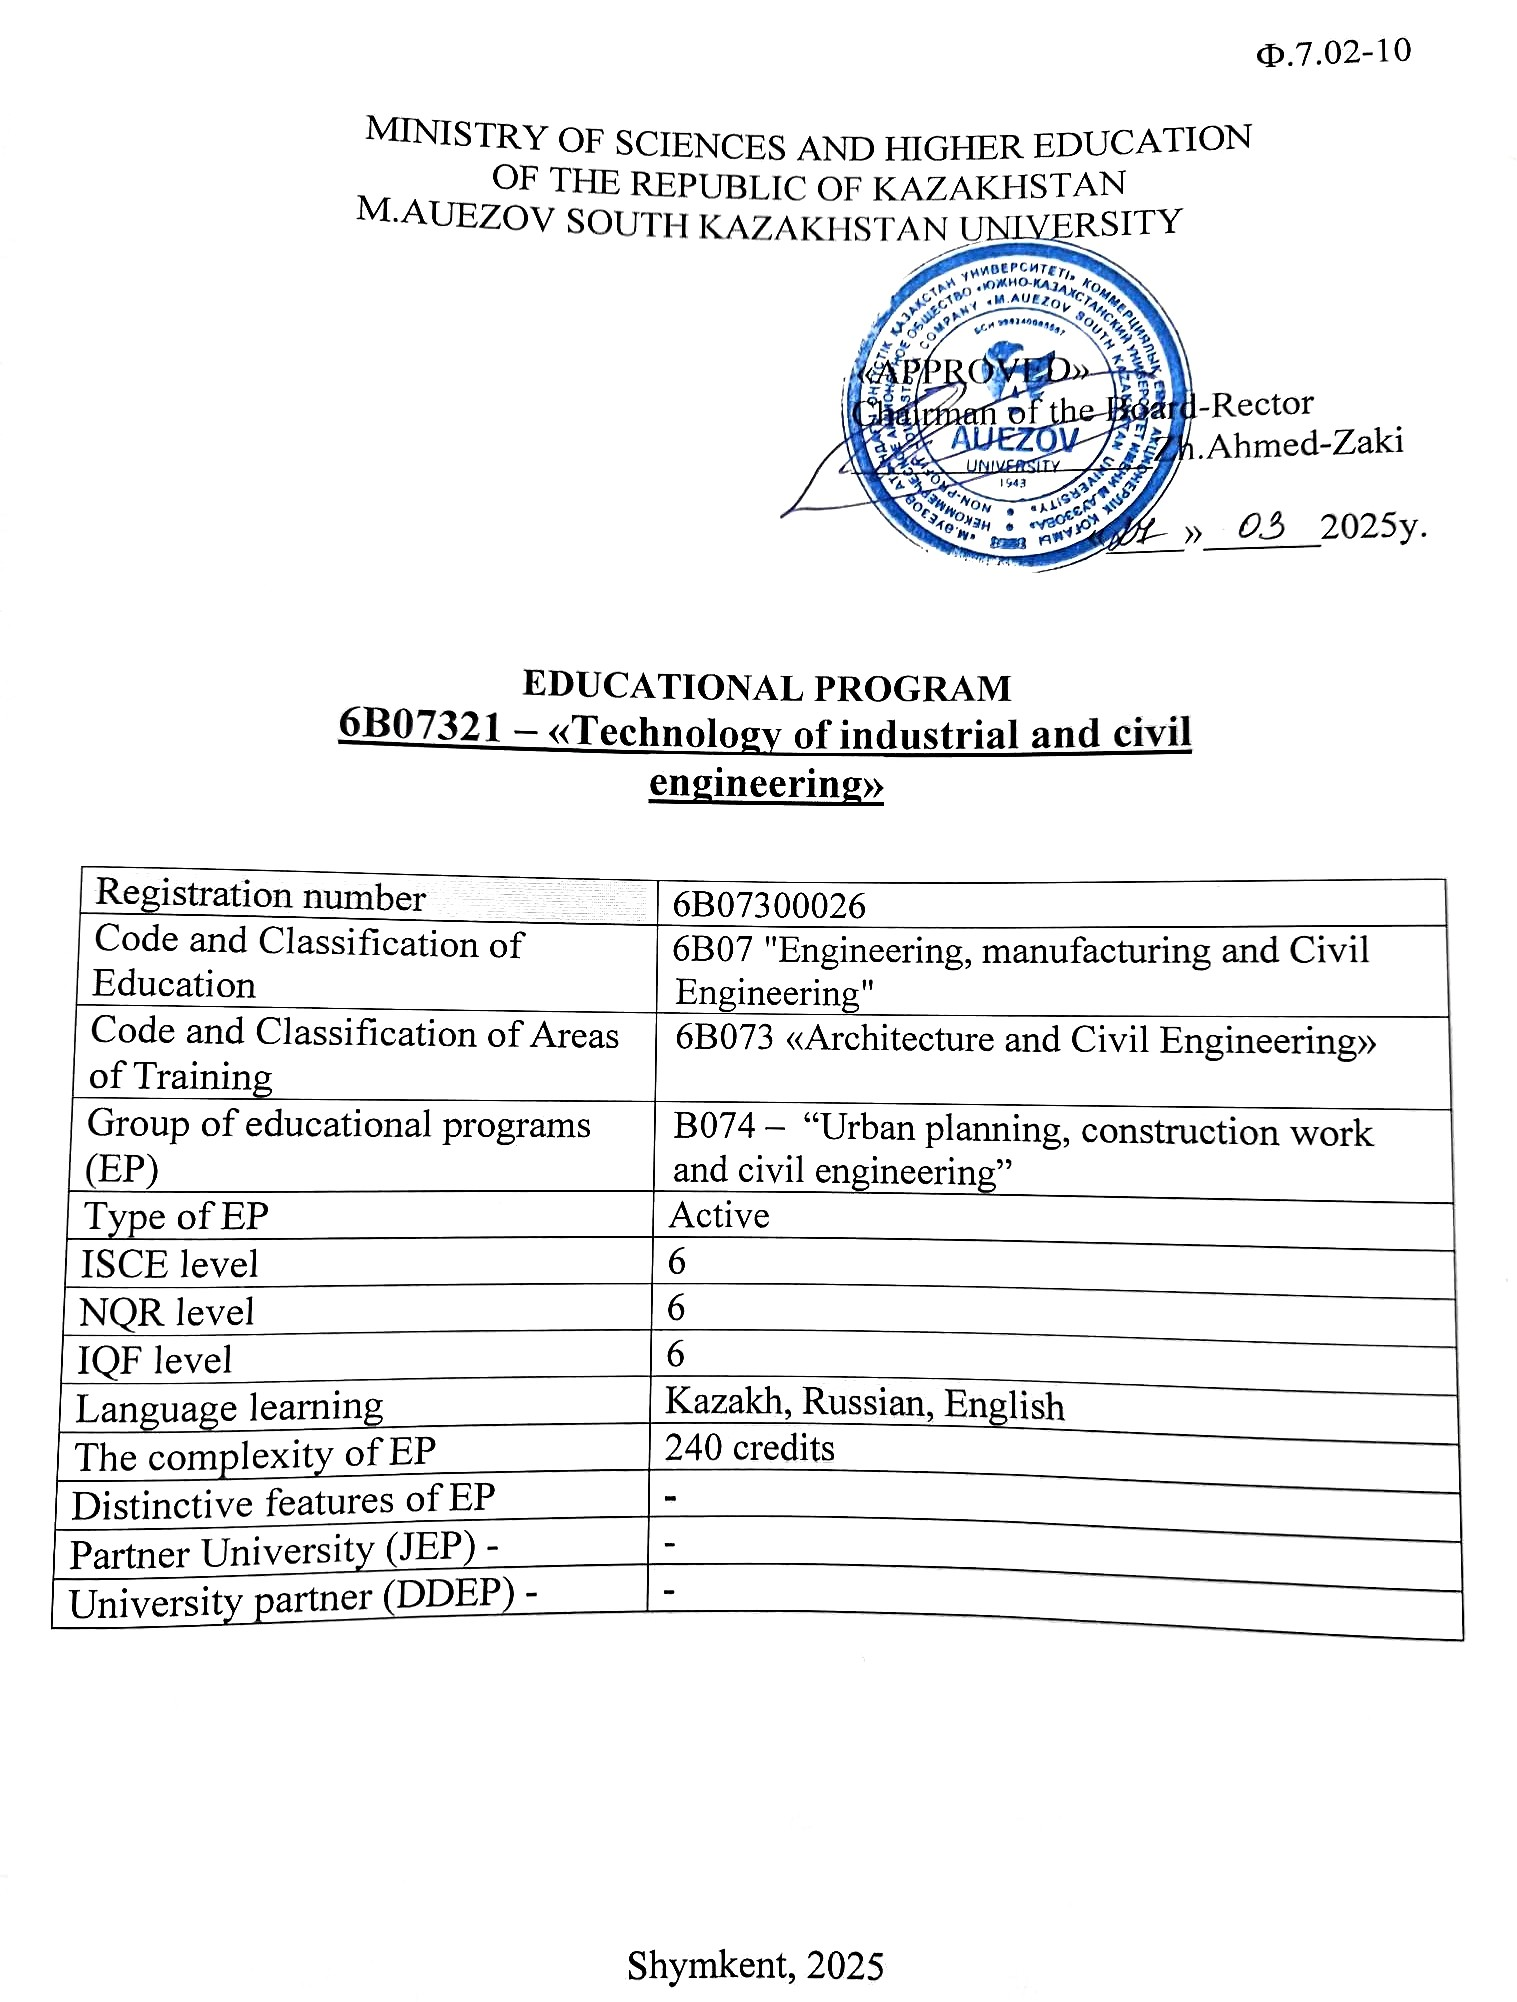 Ф.7.02-10
MINISTRY OF SCIENCES AND HIGHER EDUCATION
OF THE REPUBLIC OF KAZAKHSTAN
M.AUEZOV SOUTH KAZAKHSTAN UNIVERSITY
«APPROVED»
Chairman of the Board-Rector
Zh.Ahmed-Zaki
» 03 2025y.
AUEZOV
UNIVERSITY
1943
EDUCATIONAL PROGRAM
6B07321 – «Technology of industrial and civil
engineering»
Registration number 6B07300026
Code and Classification of 6B07 "Engineering, manufacturing and Civil
Education Engineering"
Code and Classification of Areas 6B073 «Architecture and Civil Engineering»
of Training
Group of educational programs B074 – “Urban planning, construction work
(EP) and civil engineering”
Type of EP Active
ISCE level 6
NQR level 6
IQF level 6
Language learning Kazakh, Russian, English
The complexity of EP 240 credits
Distinctive features of EP -
Partner University (JEP) - -
University partner (DDEP) - -
Shymkent, 2025